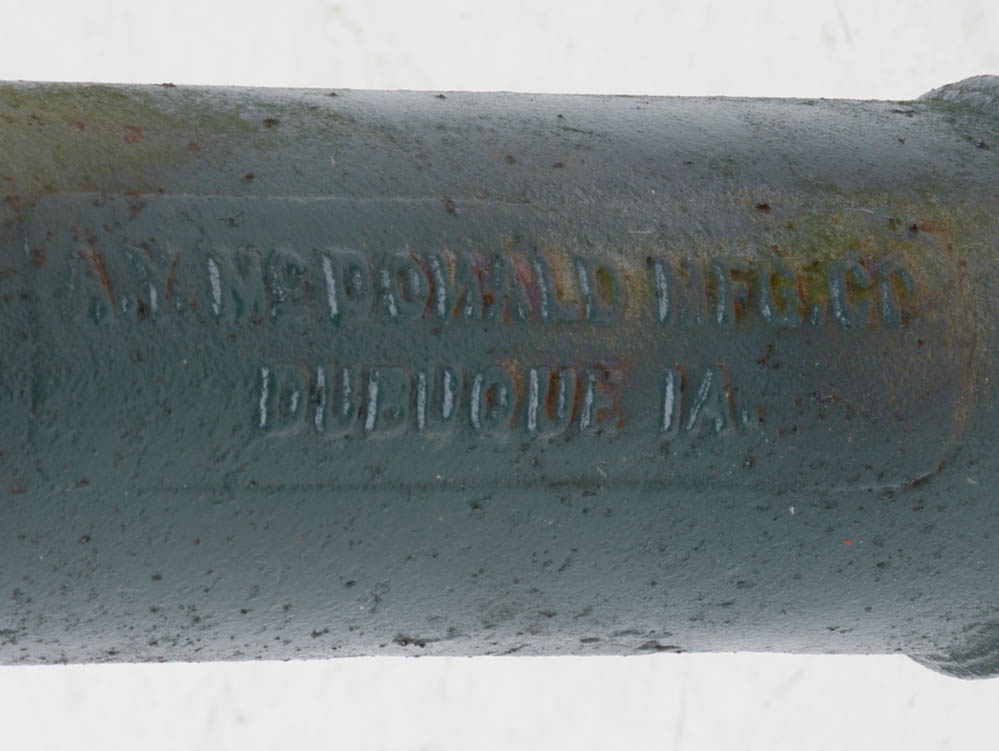 A.Y. McDONALD MFG. CO
DUBUQUE IA.